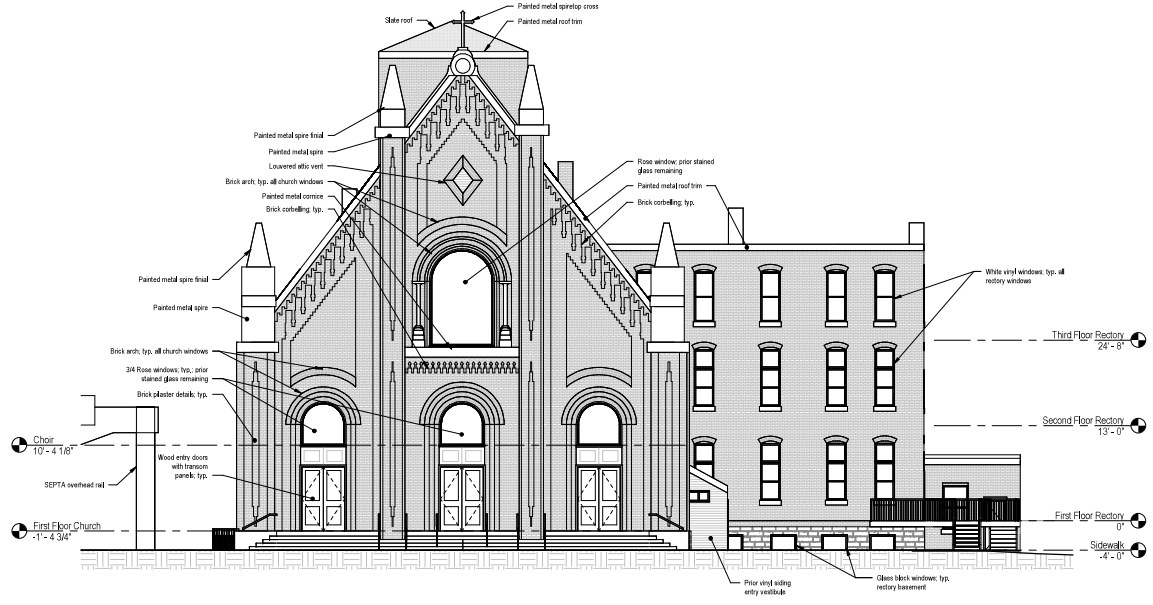 Painted metal spiretop cross
Slate roof
Painted metal roof trim
Painted metal spire finial
Painted metal spire
Louvered attic vent
Brick arch; typ. all church windows
Painted metal cornice
Brick corbelling; typ.
Rose window; prior stained
glass remaining
Painted metal roof trim
Brick corbelling; typ.
Painted metal spire finial
Painted metal spire
White vinyl windows; typ. all
rectory windows
Third Floor Rectory
24' - 8"
Brick arch; typ. all church windows
3/4 Rose windows; typ.; prior
stained glass remaining
Brick pilaster details; typ.
Second Floor Rectory
13' - 0"
Choir
10' - 4 1/8"
Wood entry doors
with transom
panels; typ.
SEPTA overhead rail
First Floor Church
-1' - 4 3/4"
First Floor Rectory
0"
Sidewalk
-4' - 0"
Prior vinyl siding
entry vestibule
Glass block windows; typ.
rectory basement